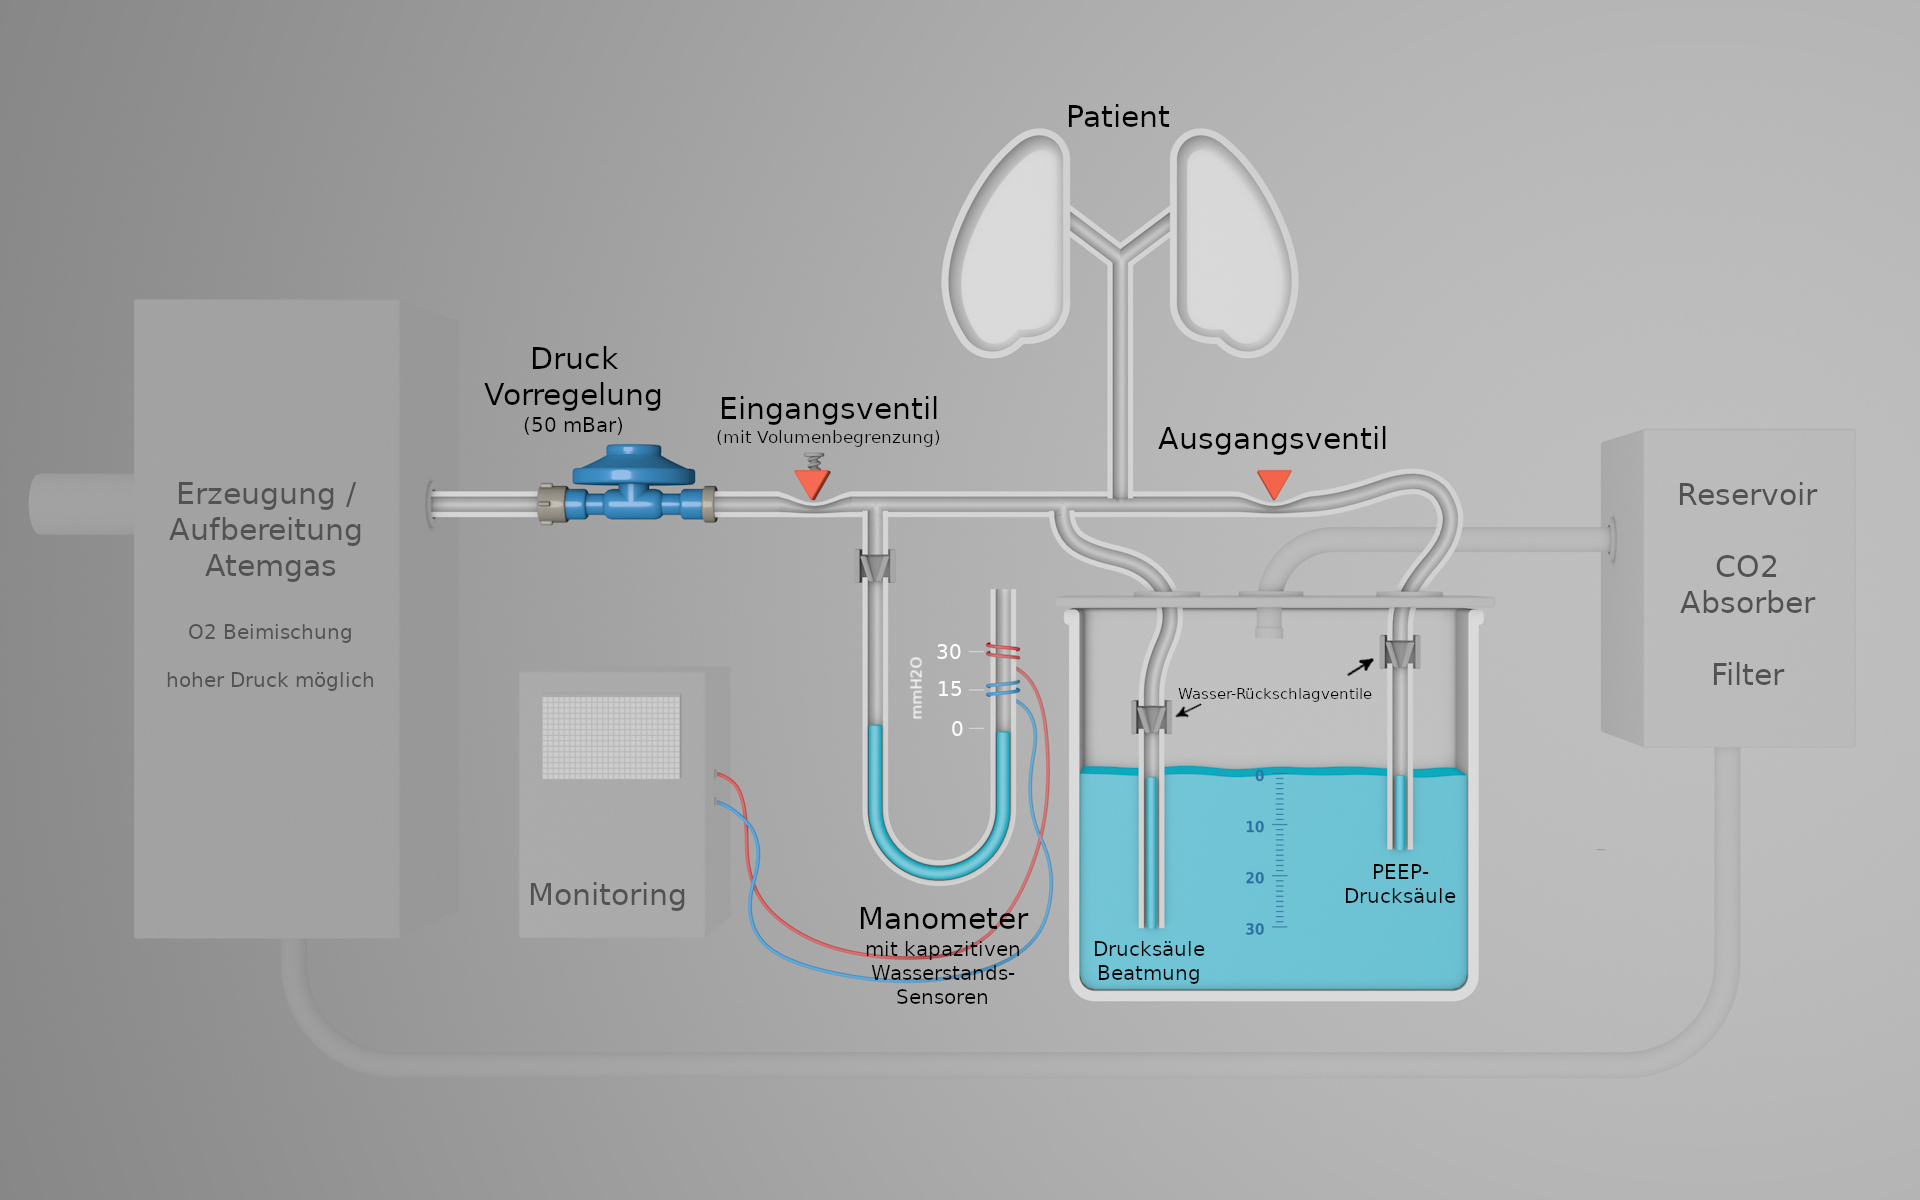 Patient
Druck
Vorregelung
(50 mBar)
Eingangsventil
(mit Volumenbegrenzung)
Ausgangsventil
Erzeugung /
Aufbereitung
Atemgas
O2 Beimischung
hoher Druck möglich
Reservoir
CO2
Absorber
Filter
mmH2O
30
15
0
Wasser-Rückschlagventile
0
10
20
30
PEEP-
Drucksäule
Drucksäule
Beatmung
Monitoring
Manometer
mit kapazitiven
Wasserstands-
Sensoren